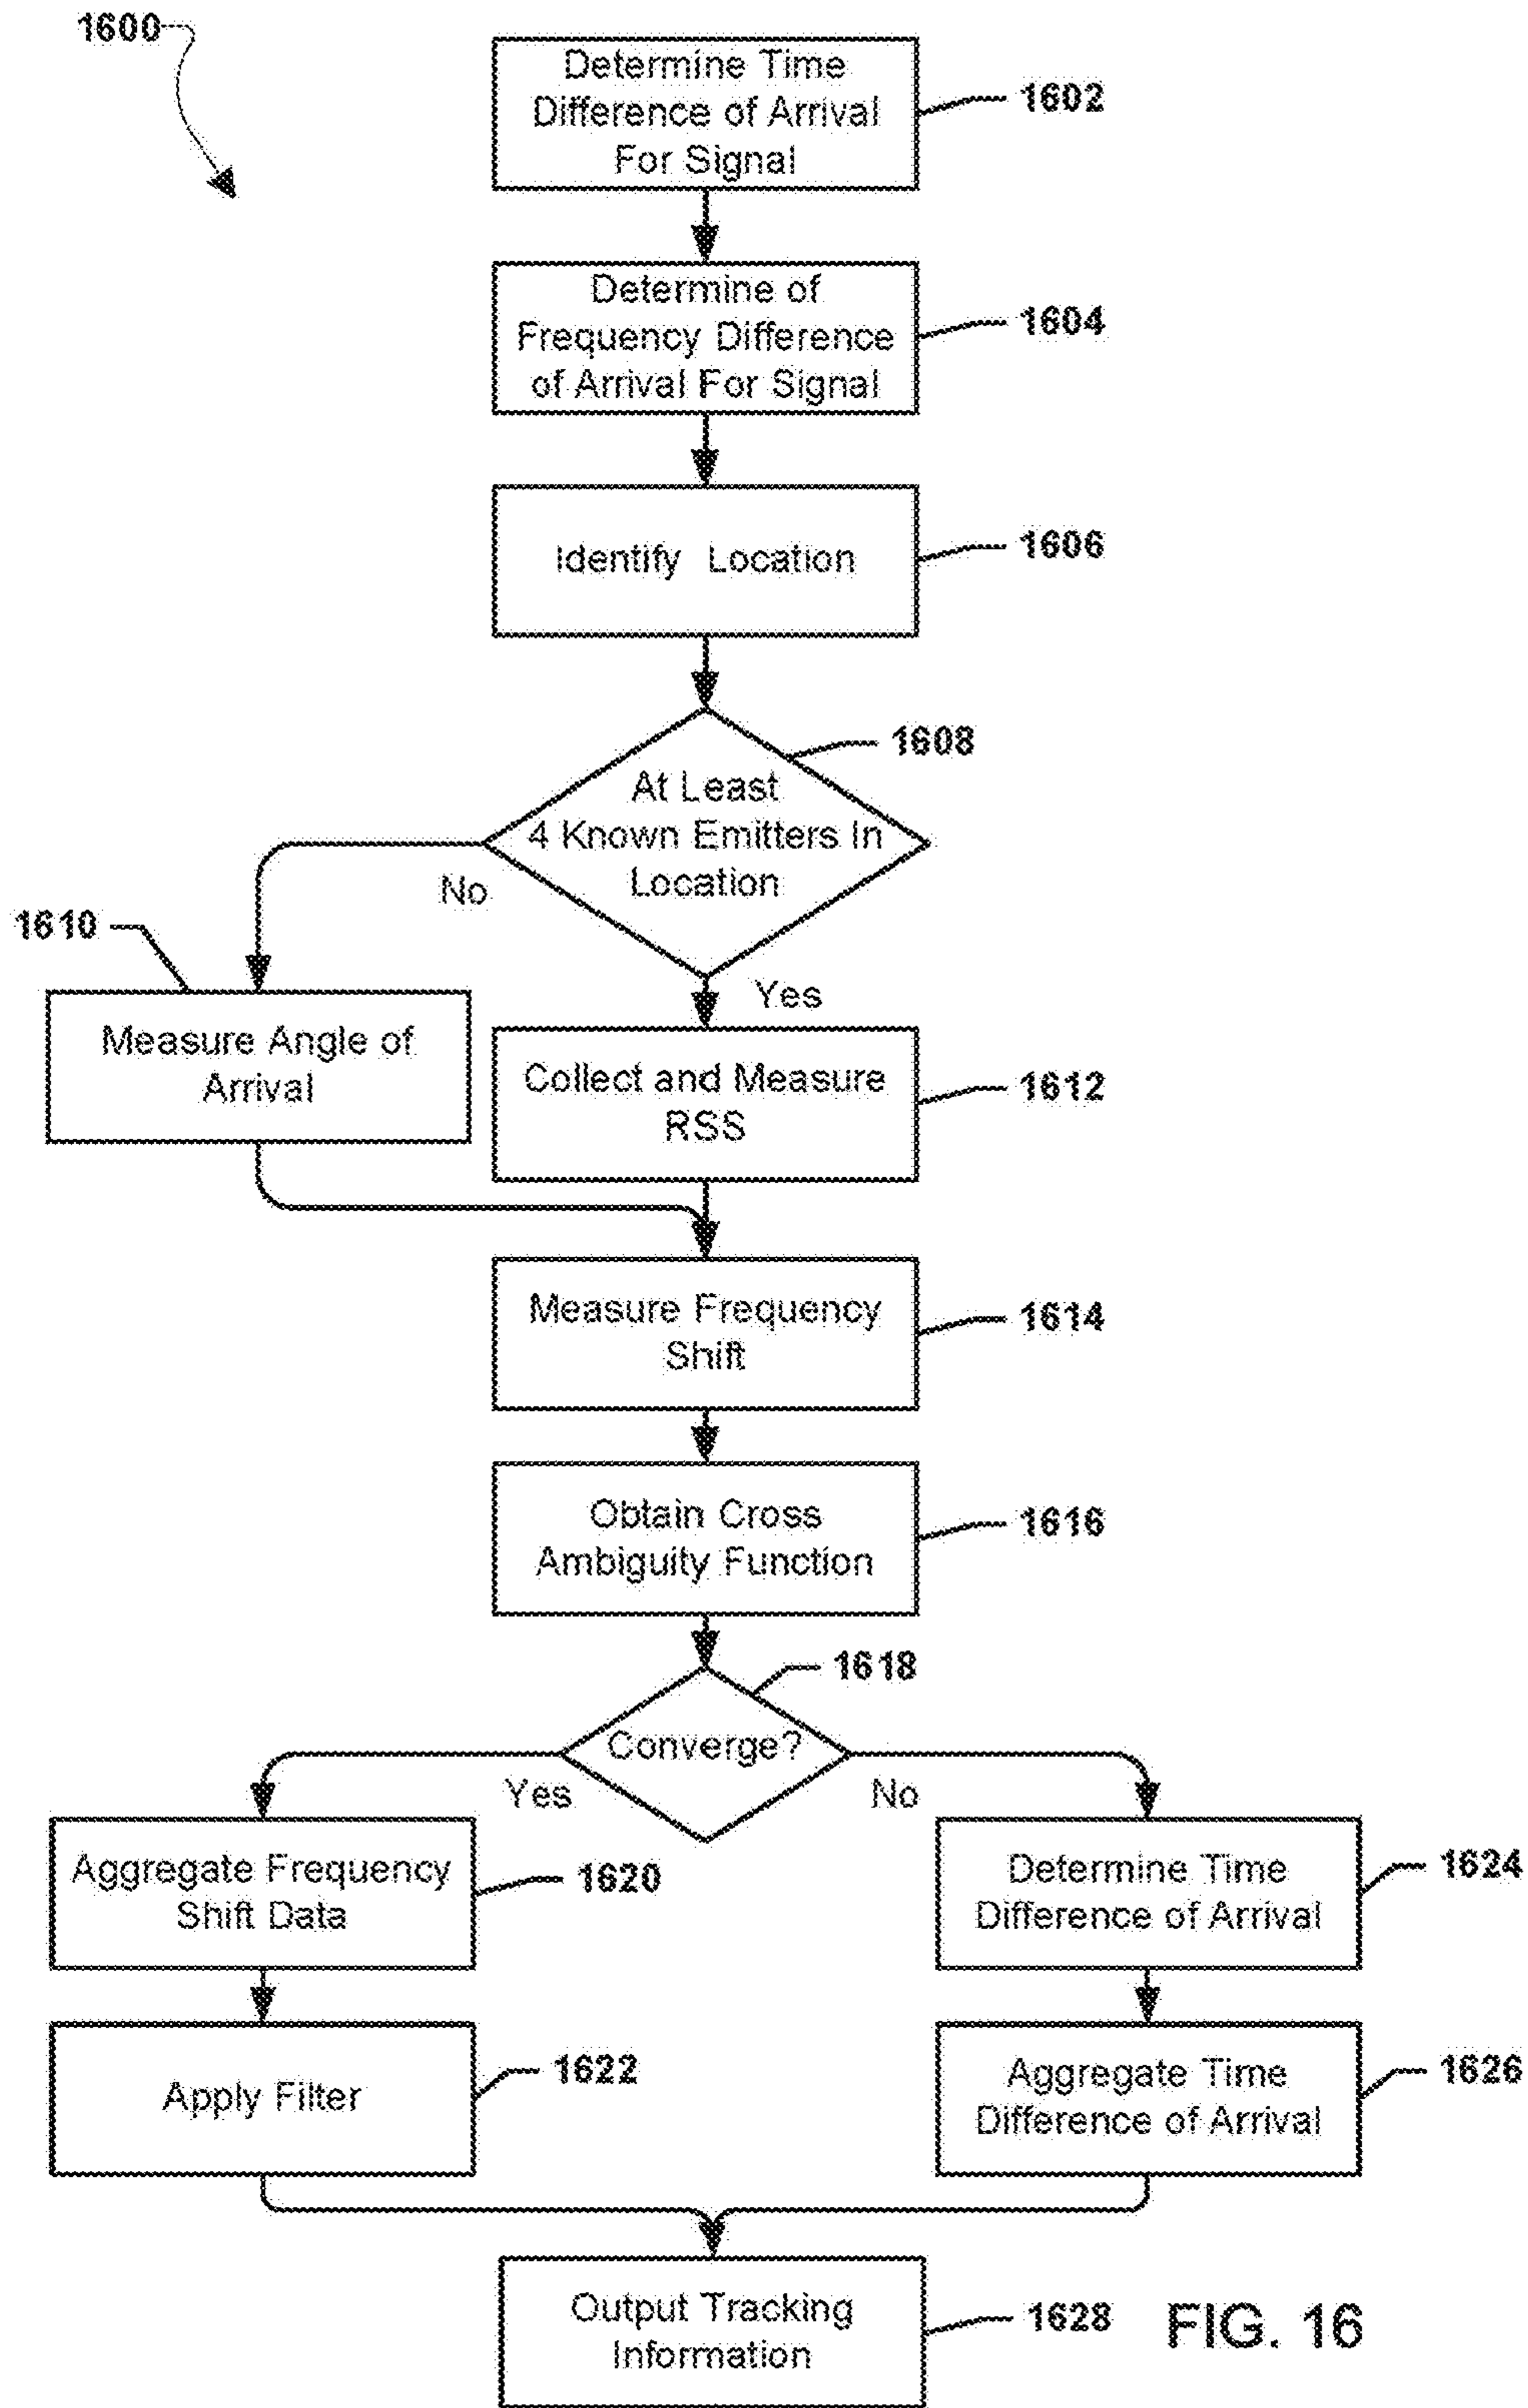 1600
Determine Time
Difference of Arrival
For Signal
1602
Determine of
Frequency Difference
of Arrival For Signal
1604
Identify Location
1606
1608
At Least
4 Known Emitters In
Location
No
Yes
1610
Measure Angle of
Arrival
Collect and Measure
RSS
1612
Measure Frequency
Shift
1614
Obtain Cross
Ambiguity Function
1616
1618
Converge?
Yes
No
Aggregate Frequency
Shift Data
1620
Determine Time
Difference of Arrival
1624
Apply Filter
1622
Aggregate Time
Difference of Arrival
1626
Output Tracking
Information
1628
FIG. 16